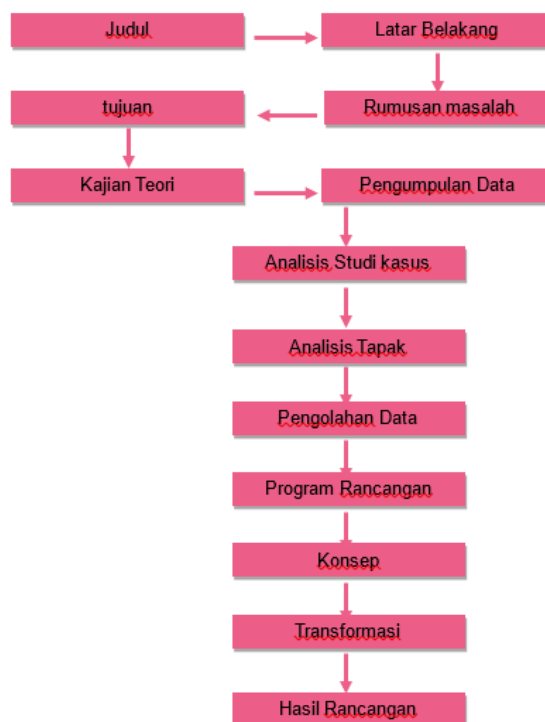 Judul
Latar Belakang
Rumusan masalah
tujuan
Kajian Teori
Pengumpulan Data
Analisis Studi kasus
Analisis Tapak
Pengolahan Data
Program Rancangan
Konsep
Transformasi
Hasil Rancangan